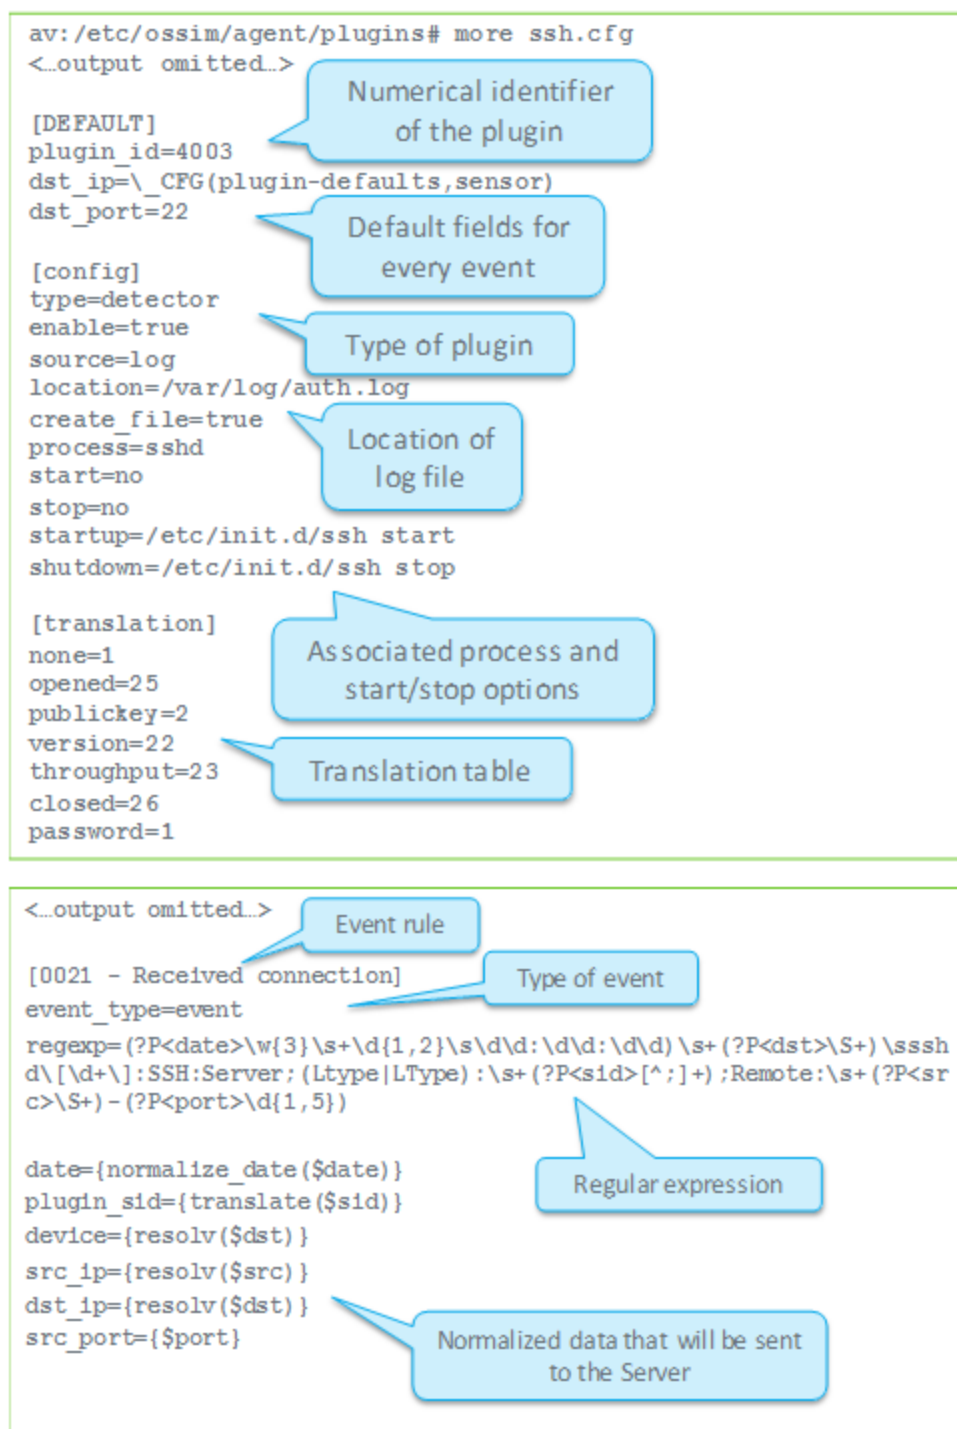 av:/etc/ossim/agent/plugins# more ssh.cfg
<…output omitted…>
Numerical identifier
of the plugin
[DEFAULT]
plugin_id=4003
dst_ip=\_CFG(plugin-defaults,sensor)
dst_port=22
Default fields for
every event
[config]
type=detector
enable=true
Type of plugin
source=log
location=/var/log/auth.log
create_file=true
Location of
log file
process=sshd
start=no
stop=no
startup=/etc/init.d/ssh start
shutdown=/etc/init.d/ssh stop
Associated process and
start/stop options
[translation]
none=1
opened=25
publickey=2
version=22
throughput=23
Translation table
closed=26
password=1
<…output omitted…>
Event rule
[0021 - Received connection]
Type of event
event_type=event
regexp=(?P<date>\w{3}\s+\d{1,2}\s\d\d:\d\d:\d\d)\s+(?P<dst>\S+)\sssh
d\[\d+\]:SSH:Server;(Ltype|LType):\s+(?P<sid>[^;]+);Remote:\s+(?P<sr
c>\S+)-(?P<port>\d{1,5})
Regular expression
date={normalize_date($date)}
plugin_sid={translate($sid)}
device={resolv($dst)}
src_ip={resolv($src)}
dst_ip={resolv($dst)}
src_port={$port}
Normalized data that will be sent
to the Server